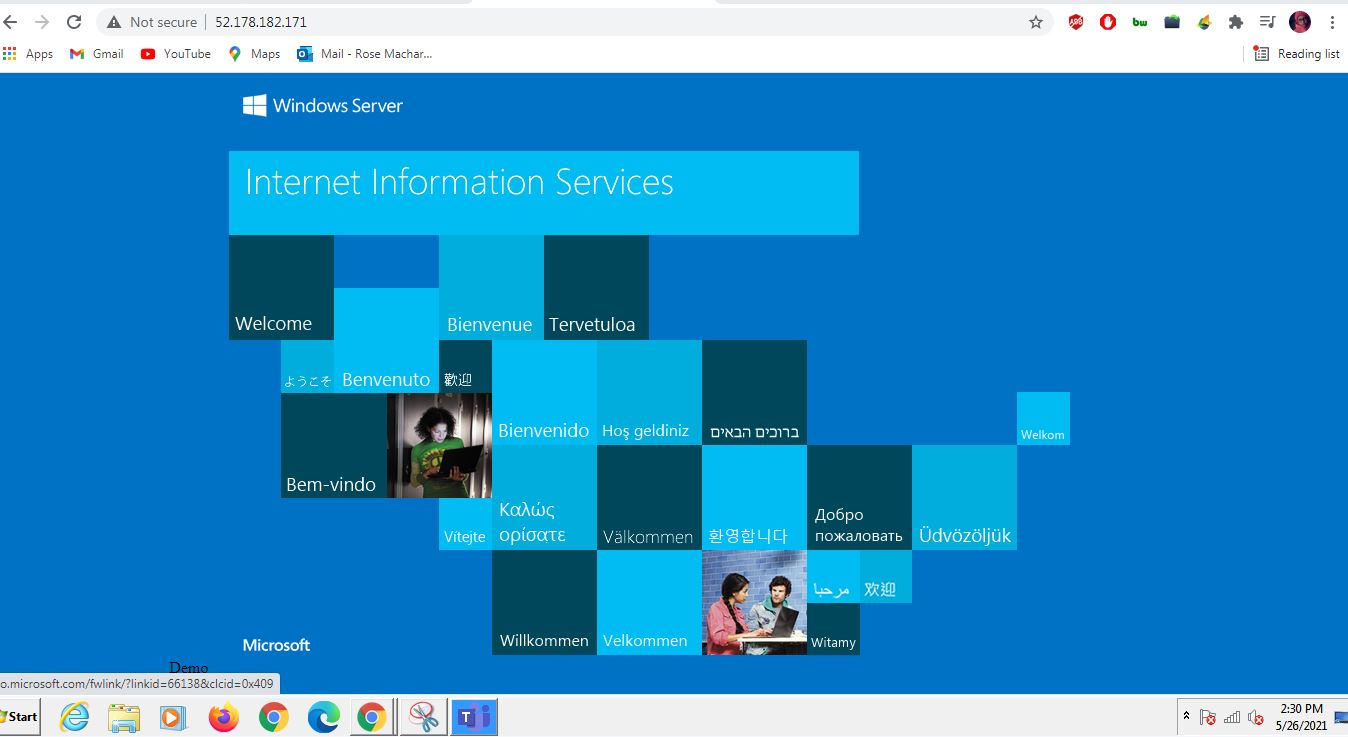 Not secure
52.178.182.171
Apps
Gmail
YouTube
Maps
Mail - Rose Machar...
Reading list
Windows Server
Internet Information Services
Welcome
Bienvenue
Tervetuloa
ようこそ
Benvenuto
歡迎
Bienvenido
Hoş geldiniz
ברוכים הבאים
Welkom
Bem-vindo
Vítejte
Καλώς
ορίσατε
Välkommen
환영합니다
Добро
пожаловать
Üdvözöljük
Willkommen
Velkommen
مرحبا
欢迎
Witamy
Microsoft
Demo
o.microsoft.com/fwlink/?linkid=66138&clcid=0x409
Start
2:30 PM
5/26/2021